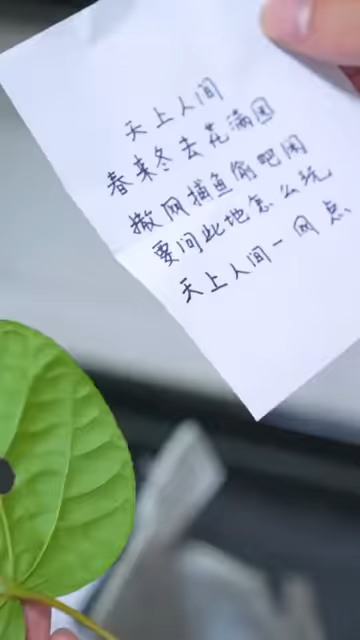 天上人间
春来冬去花满园
撒网捕鱼偷吧闲
要问此地怎么玩
天上人间一网点